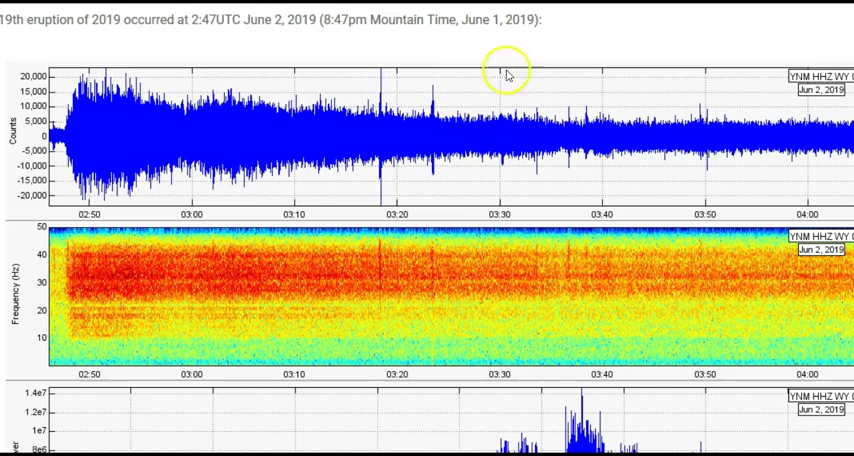 19th eruption of 2019 occurred at 2:47UTC June 2, 2019 (8:47pm Mountain Time, June 1, 2019):
YNM HHZ WY
Jun 2, 2019
Counts
20,000
15,000
10,000
5,000
0
-5,000
-10,000
-15,000
-20,000
02:50 03:00 03:10 03:20 03:30 03:40 03:50 04:00
YNM HHZ WY
Jun 2, 2019
Frequency (Hz)
50
40
30
20
10
02:50 03:00 03:10 03:20 03:30 03:40 03:50 04:00
YNM HHZ WY
Jun 2, 2019
1.4e7
1.2e7
1e7
8e6